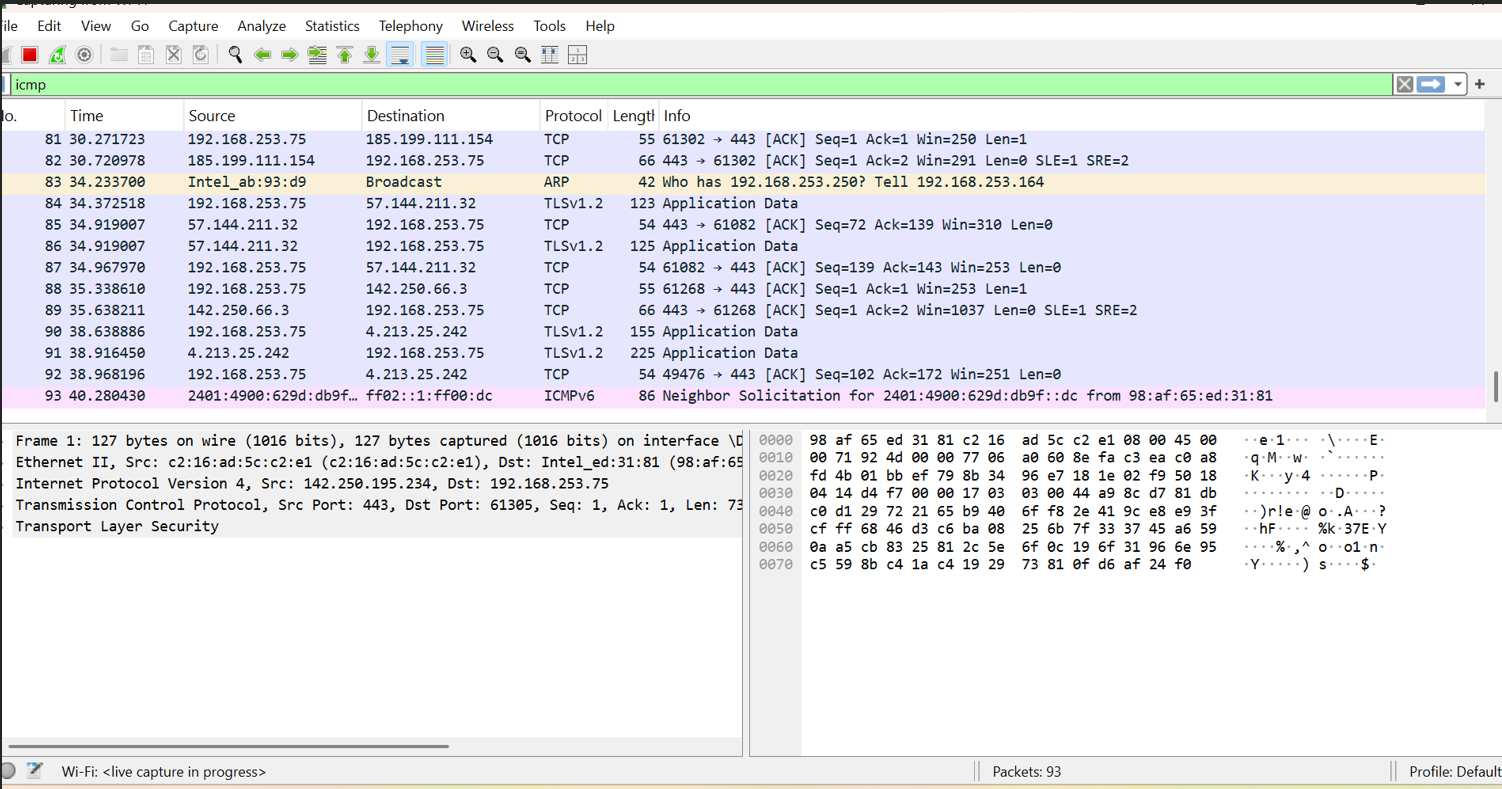 File Edit View Go Capture Analyze Statistics Telephony Wireless Tools Help
icmp
No. Time Source Destination Protocol Length Info
81 30.271723 192.168.253.75 185.199.111.154 TCP 55 61302 → 443 [ACK] Seq=1 Ack=1 Win=250 Len=1
82 30.720978 185.199.111.154 192.168.253.75 TCP 66 443 → 61302 [ACK] Seq=1 Ack=2 Win=291 Len=0 SLE=1 SRE=2
83 34.233700 Intel_ab:93:d9 Broadcast ARP 42 Who has 192.168.253.250? Tell 192.168.253.164
84 34.372518 192.168.253.75 57.144.211.32 TLSv1.2 123 Application Data
85 34.919007 57.144.211.32 192.168.253.75 TCP 54 443 → 61082 [ACK] Seq=72 Ack=139 Win=310 Len=0
86 34.919007 57.144.211.32 192.168.253.75 TLSv1.2 125 Application Data
87 34.967970 192.168.253.75 57.144.211.32 TCP 54 61082 → 443 [ACK] Seq=139 Ack=143 Win=253 Len=0
88 35.338610 192.168.253.75 142.250.66.3 TCP 55 61268 → 443 [ACK] Seq=1 Ack=1 Win=253 Len=1
89 35.638211 142.250.66.3 192.168.253.75 TCP 66 443 → 61268 [ACK] Seq=1 Ack=2 Win=1037 Len=0 SLE=1 SRE=2
90 38.638886 192.168.253.75 4.213.25.242 TLSv1.2 155 Application Data
91 38.916450 4.213.25.242 192.168.253.75 TLSv1.2 225 Application Data
92 38.968196 192.168.253.75 4.213.25.242 TCP 54 49476 → 443 [ACK] Seq=102 Ack=172 Win=251 Len=0
93 40.280430 2401:4900:629d:db9f… ff02::1:ff00:dc ICMPv6 86 Neighbor Solicitation for 2401:4900:629d:db9f::dc from 98:af:65:ed:31:81
Frame 1: 127 bytes on wire (1016 bits), 127 bytes captured (1016 bits) on interface \D
Ethernet II, Src: c2:16:ad:5c:c2:e1 (c2:16:ad:5c:c2:e1), Dst: Intel_ed:31:81 (98:af:65
Internet Protocol Version 4, Src: 142.250.195.234, Dst: 192.168.253.75
Transmission Control Protocol, Src Port: 443, Dst Port: 61305, Seq: 1, Ack: 1, Len: 73
Transport Layer Security
0000 98 af 65 ed 31 81 c2 16 ad 5c c2 e1 08 00 45 00 ··e·1··· ·\····E·
0010 00 71 92 4d 00 00 77 06 a0 60 8e fa c3 ea c0 a8 ·q·M··w· ·`······
0020 fd 4b 01 bb ef 79 8b 34 96 e7 18 1e 02 f9 50 18 ·K···y·4 ······P·
0030 04 14 d4 f7 00 00 17 03 03 00 44 a9 8c d7 81 db ········ ··D·····
0040 c0 d1 29 72 21 65 b9 40 6f f8 2e 41 9c e8 e9 3f ··)r!e·@ o·.A···?
0050 cf ff 68 46 d3 c6 ba 08 25 6b 7f 33 37 45 a6 59 ··hF···· %k·37E·Y
0060 0a a5 cb 83 25 81 2c 5e 6f 0c 19 6f 31 96 6e 95 ····%·,^ o··o1·n·
0070 c5 59 8b c4 1a c4 19 29 73 81 0f d6 af 24 f0 ·Y·····) s····$·
Wi-Fi: <live capture in progress> Packets: 93 Profile: Default